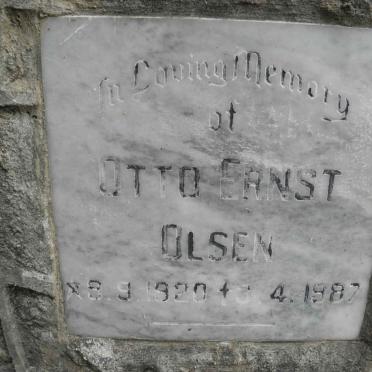 In Loving Memory
of
OTTO ERNST
OLSEN
* 8. 9. 1920 † 4. 1987